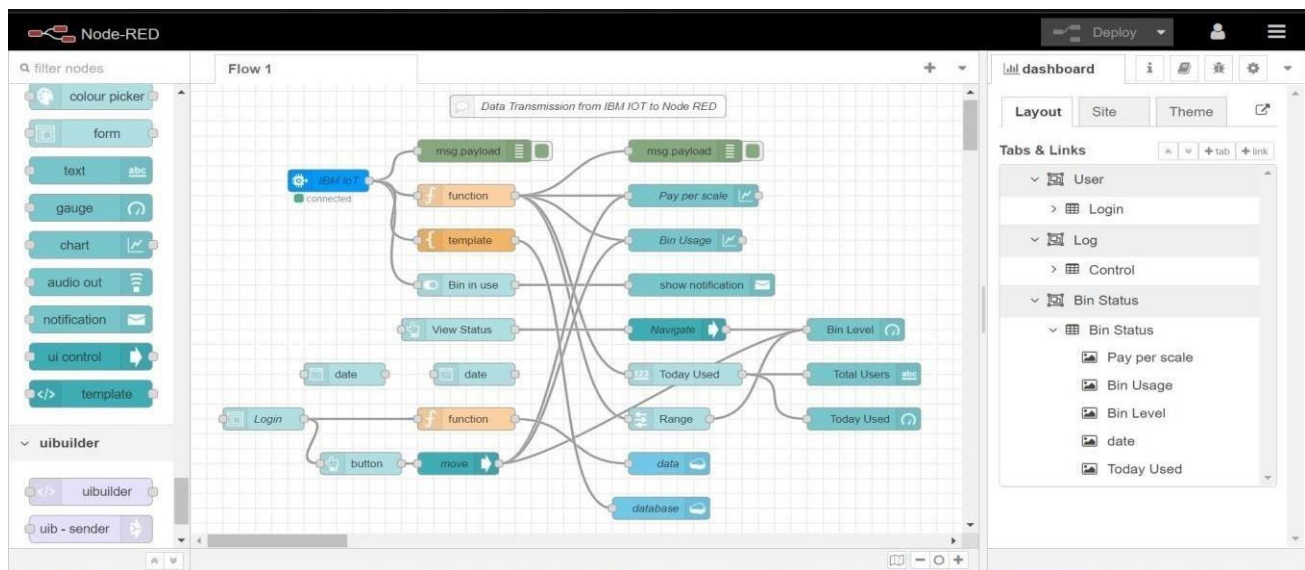 Node-RED
Deploy
filter nodes
Flow 1
dashboard
i
colour picker
form
text
abc
gauge
chart
audio out
notification
ui control
template
</>
uibuilder
uibuilder
</>
uib - sender
Data Transmission from IBM IOT to Node RED
msg.payload
msg.payload
IBM IoT
connected
f
function
Pay per scale
{
template
Bin Usage
Bin in use
show notification
View Status
Navigate
Bin Level
date
date
123
Today Used
Total Users
abc
Login
f
function
Range
Today Used
button
move
data
database
Layout
Site
Theme
Tabs & Links
+ tab
+ link
User
Login
Log
Control
Bin Status
Bin Status
Pay per scale
Bin Usage
Bin Level
date
Today Used